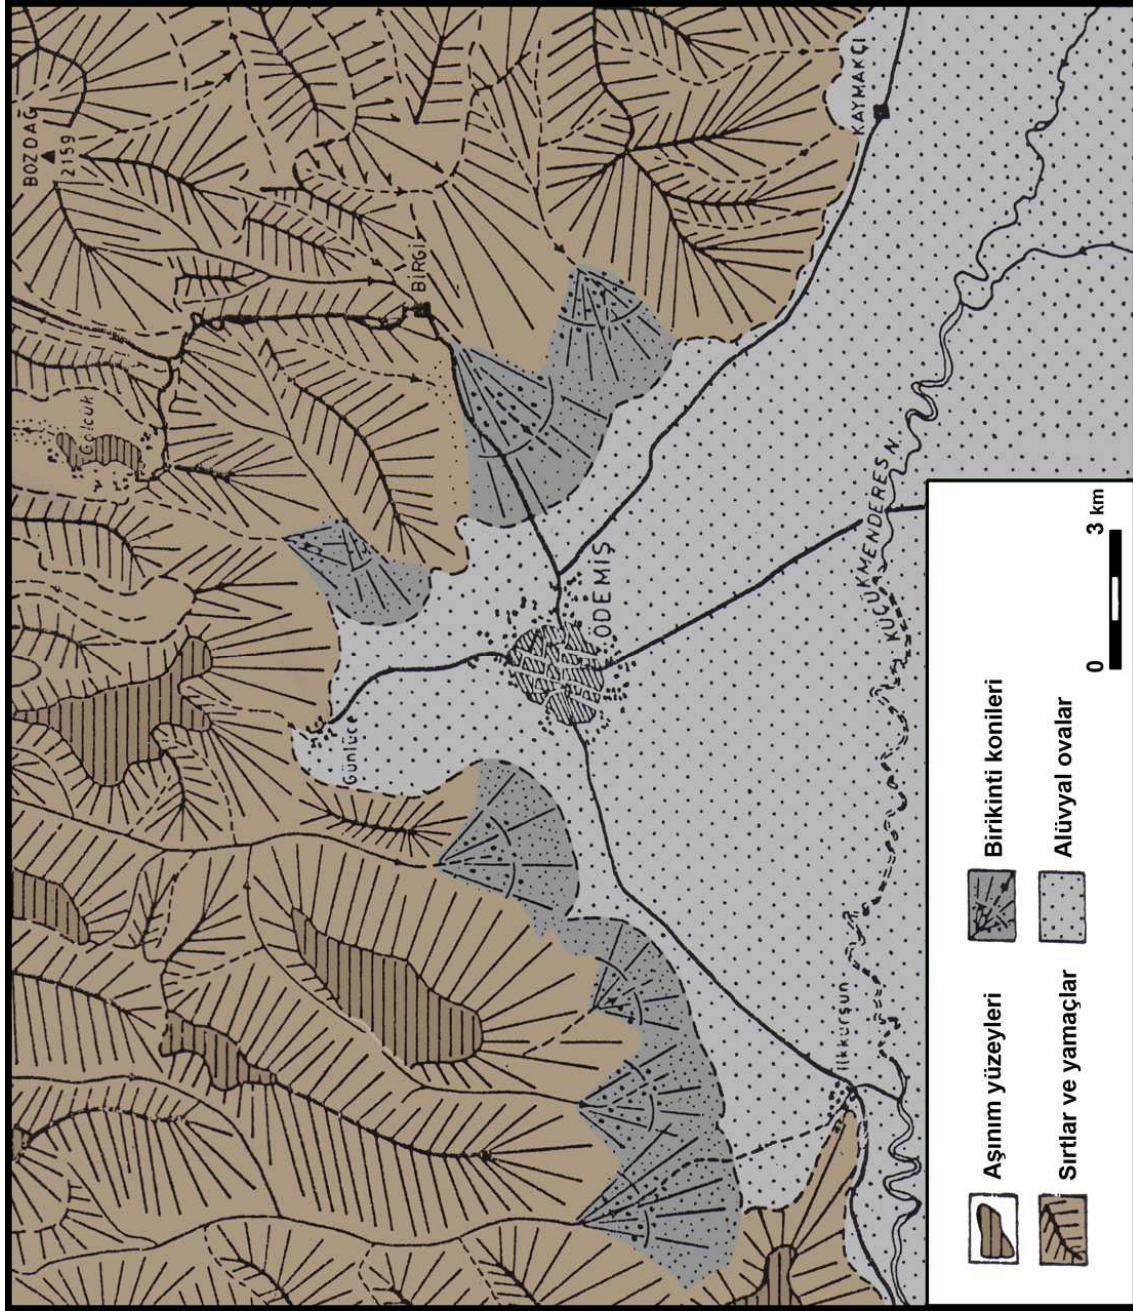 BOZDAĞ
2159
Gölcük
BİRGİ
KAYMAKÇI
Günlüce
ÖDEMİŞ
KÜÇÜKMENDERES N.
İlkkurşun
Aşınım yüzeyleri
Birikinti konileri
Sırtlar ve yamaçlar
Alüvyal ovalar
0 3 km